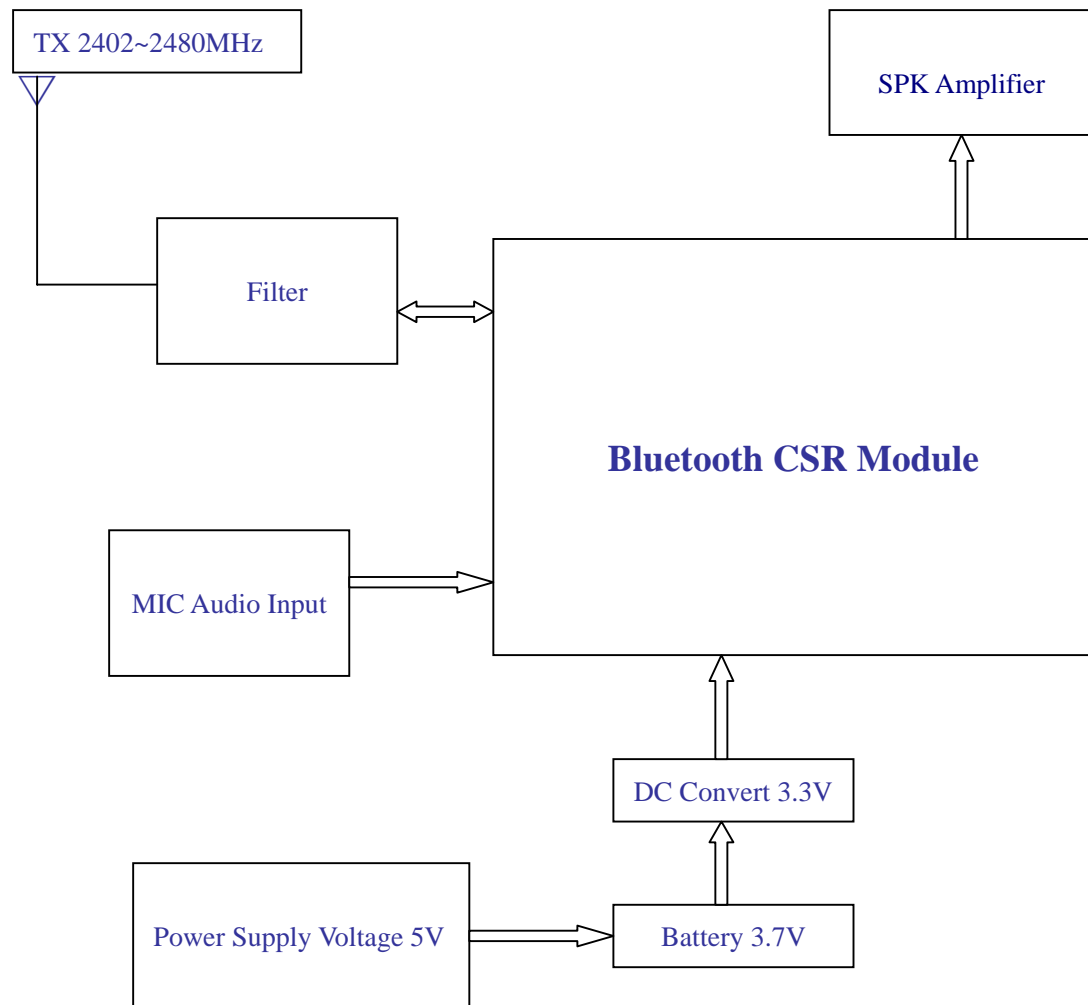 TX 2402~2480MHz
SPK Amplifier
Filter
Bluetooth CSR Module
MIC Audio Input
DC Convert 3.3V
Power Supply Voltage 5V
Battery 3.7V